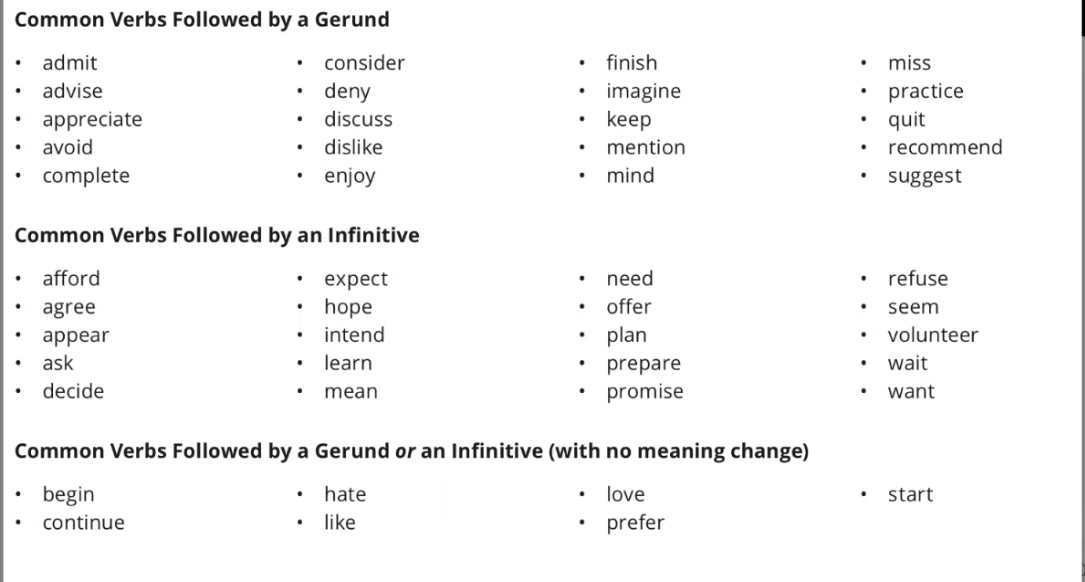 Common Verbs Followed by a Gerund
• admit • consider • finish • miss
• advise • deny • imagine • practice
• appreciate • discuss • keep • quit
• avoid • dislike • mention • recommend
• complete • enjoy • mind • suggest
Common Verbs Followed by an Infinitive
• afford • expect • need • refuse
• agree • hope • offer • seem
• appear • intend • plan • volunteer
• ask • learn • prepare • wait
• decide • mean • promise • want
Common Verbs Followed by a Gerund or an Infinitive (with no meaning change)
• begin • hate • love • start
• continue • like • prefer